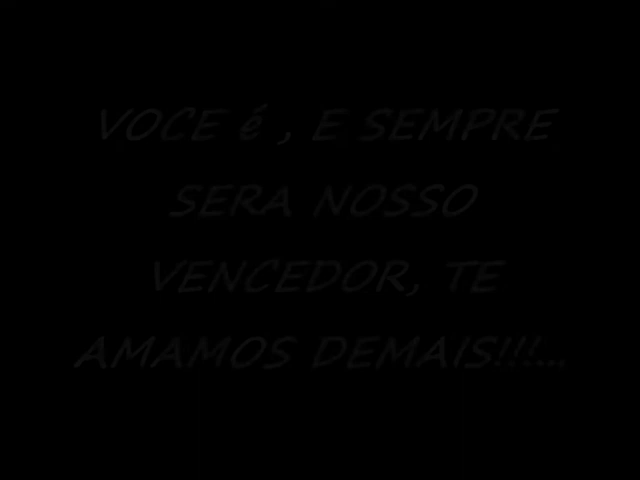 VOCE é , E SEMPRE
SERA NOSSO
VENCEDOR, TE
AMAMOS DEMAIS!!!...